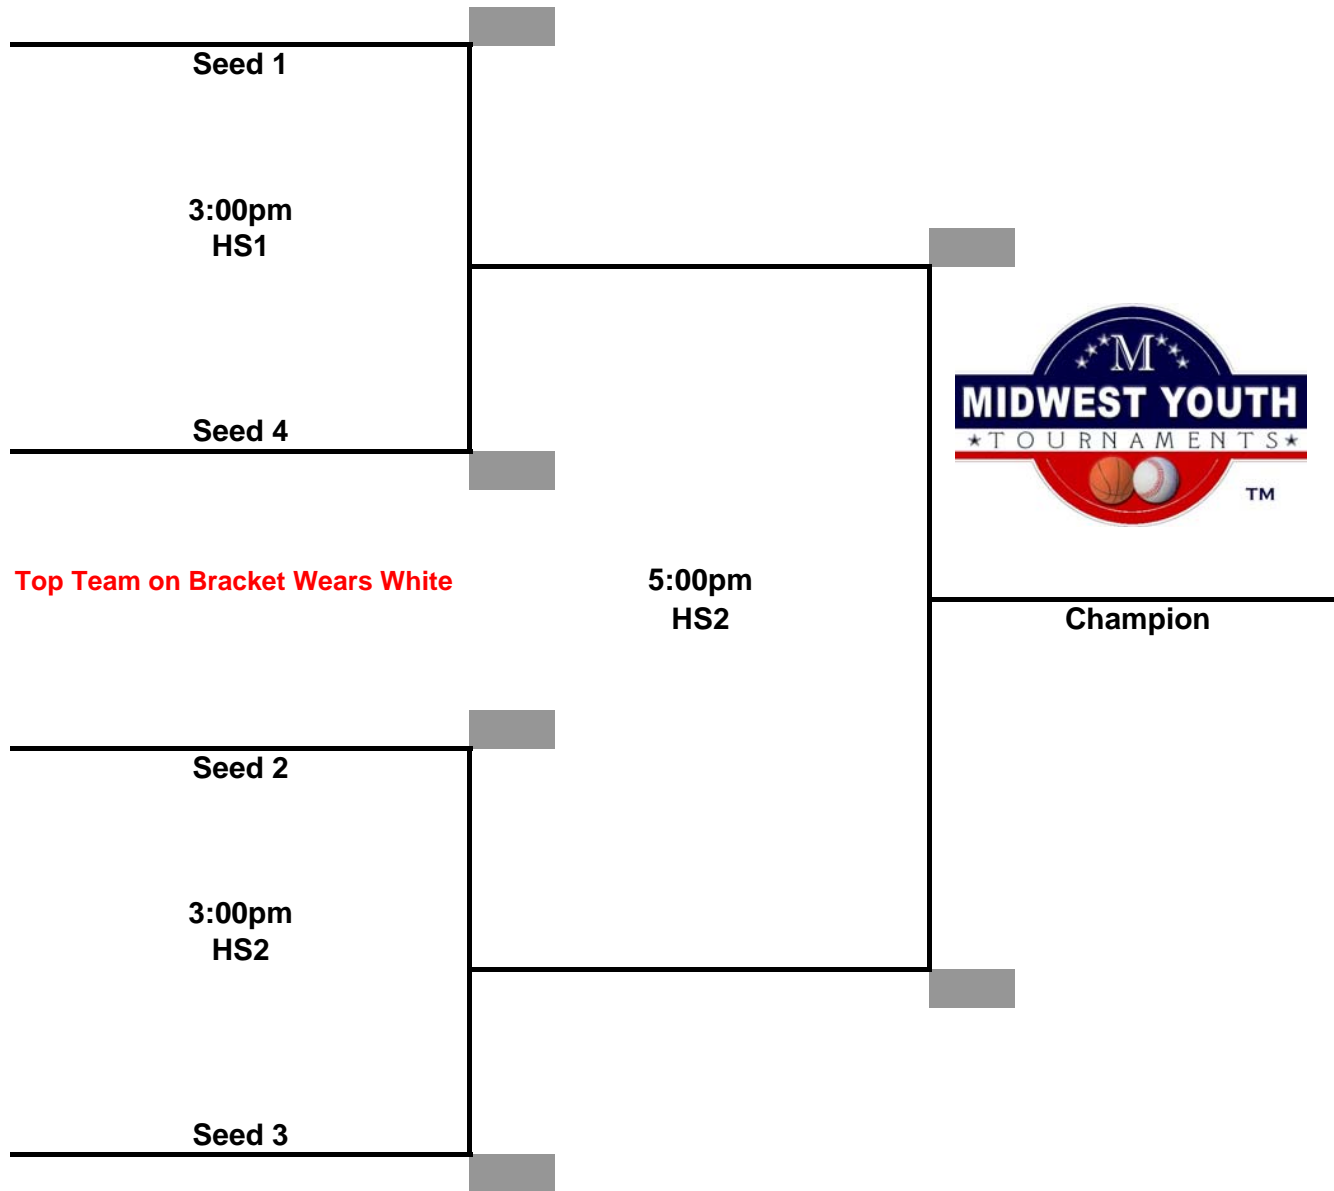 Seed 1
3:00pm
HS1
Seed 4
M
MIDWEST YOUTH
★TOURNAMENTS★
TM
Top Team on Bracket Wears White
5:00pm
HS2
Champion
Seed 2
3:00pm
HS2
Seed 3